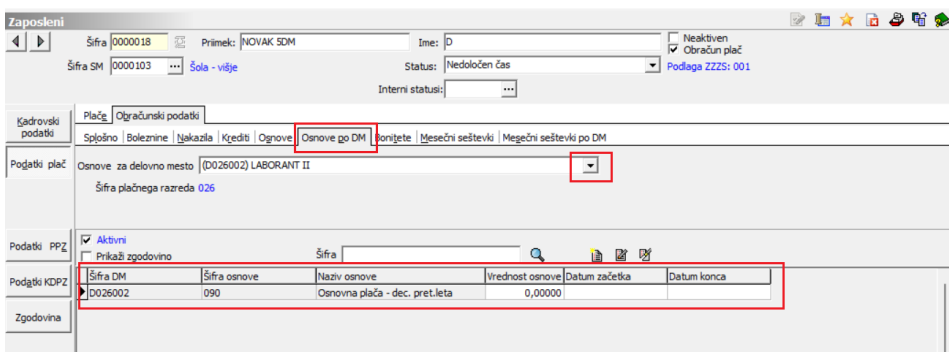 Zaposleni
Šifra 0000018 Priimek: NOVAK 5DM Ime: D Neaktiven
Obračun plač
Šifra SM 0000103 ... Šola - višje Status: Nedoločen čas Podlaga ZZZS: 001
Interni statusi: ...
Kadrovski podatki
Plače Obračunski podatki
Splošno Boleznine Nakazila Krediti Osnove Osnove po DM Bonitete Mesečni seštevki Mesečni seštevki po DM
Podatki plač
Osnove za delovno mesto (D026002) LABORANT II
Šifra plačnega razreda 026
Podatki PPZ
Aktivni
Prikaži zgodovino Šifra
Podatki KDPZ
Šifra DM Šifra osnove Naziv osnove Vrednost osnove Datum začetka Datum konca
D026002 090 Osnovna plača - dec. pret.leta 0,00000
Zgodovina